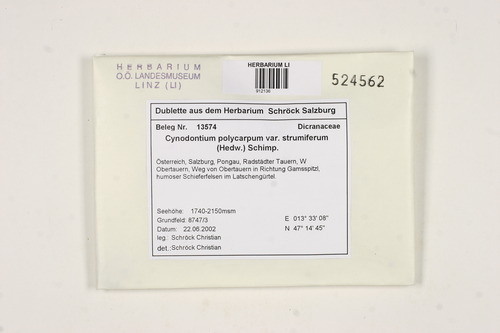 HERBARIUM
O.Ö. LANDESMUSEUM
LINZ (LI)
HERBARIUM LI
912136
524562
Dublette aus dem Herbarium Schröck Salzburg
Beleg Nr. 13574 Dicranaceae
Cynodontium polycarpum var. strumiferum
(Hedw.) Schimp.
Österreich, Salzburg, Pongau, Radstädter Tauern, W
Obertauern, Weg von Obertauern in Richtung Gamsspitzl,
humoser Schieferfelsen im Latschengürtel.
Seehöhe: 1740-2150msm
Grundfeld: 8747/3 E 013° 33' 08"
Datum: 22.06.2002 N 47° 14' 45"
leg.: Schröck Christian
det.: Schröck Christian